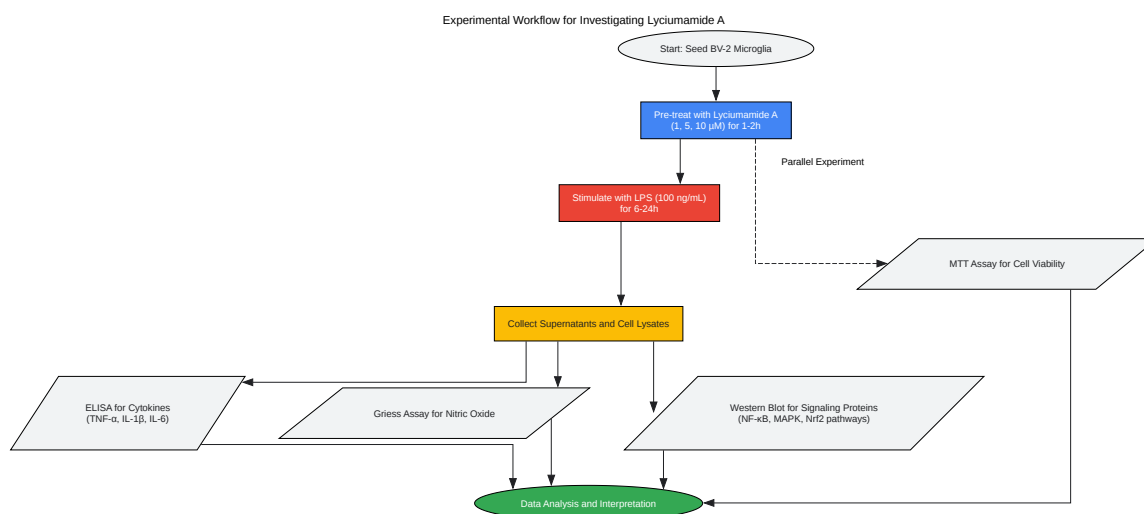 Experimental Workflow for Investigating Lyciumamide A
Start: Seed BV-2 Microglia
Pre-treat with Lyciumamide A
(1, 5, 10 μM) for 1-2h
Parallel Experiment
Stimulate with LPS (100 ng/mL)
for 6-24h
MTT Assay for Cell Viability
Collect Supernatants and Cell Lysates
ELISA for Cytokines
(TNF-α, IL-1β, IL-6)
Griess Assay for Nitric Oxide
Western Blot for Signaling Proteins
(NF-κB, MAPK, Nrf2 pathways)
Data Analysis and Interpretation